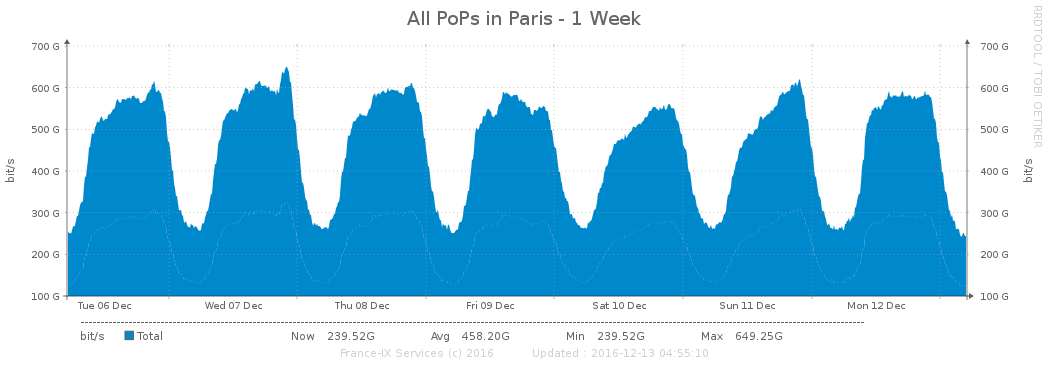 All PoPs in Paris - 1 Week
RRDTOOL / TOBI OETIKER
700 G 700 G
600 G 600 G
500 G 500 G
400 G 400 G
300 G 300 G
200 G 200 G
100 G 100 G
bit/s
bit/s
Tue 06 Dec Wed 07 Dec Thu 08 Dec Fri 09 Dec Sat 10 Dec Sun 11 Dec Mon 12 Dec
bit/s Total Now 239.52G Avg 458.20G Min 239.52G Max 649.25G
France-IX Services (c) 2016 Updated : 2016-12-13 04:55:10